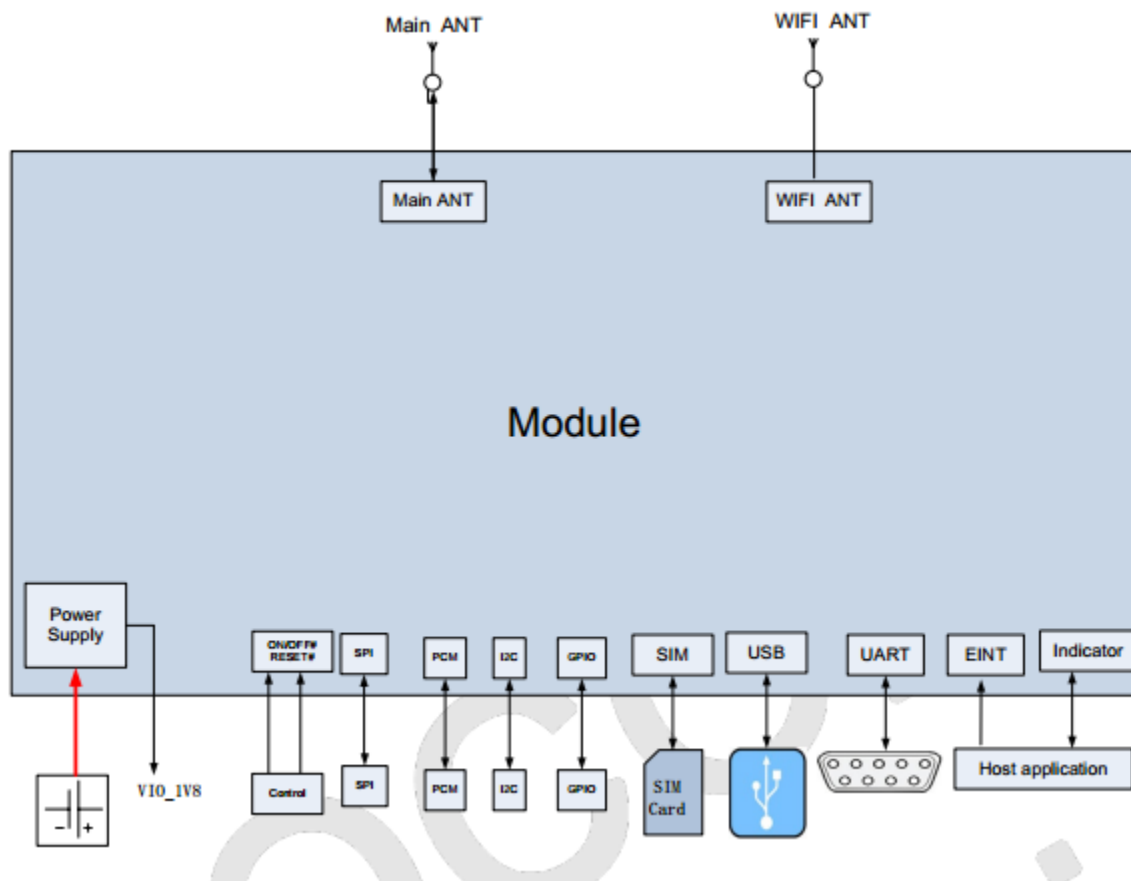 Main ANT
WIFI ANT
Main ANT
WIFI ANT
Module
Power
Supply
ON/OFF#
RESET#
SPI
PCM
I2C
GPIO
SIM
USB
UART
EINT
Indicator
VIO_1V8
Control
SPI
PCM
I2C
GPIO
SIM
Card
Host application
- +